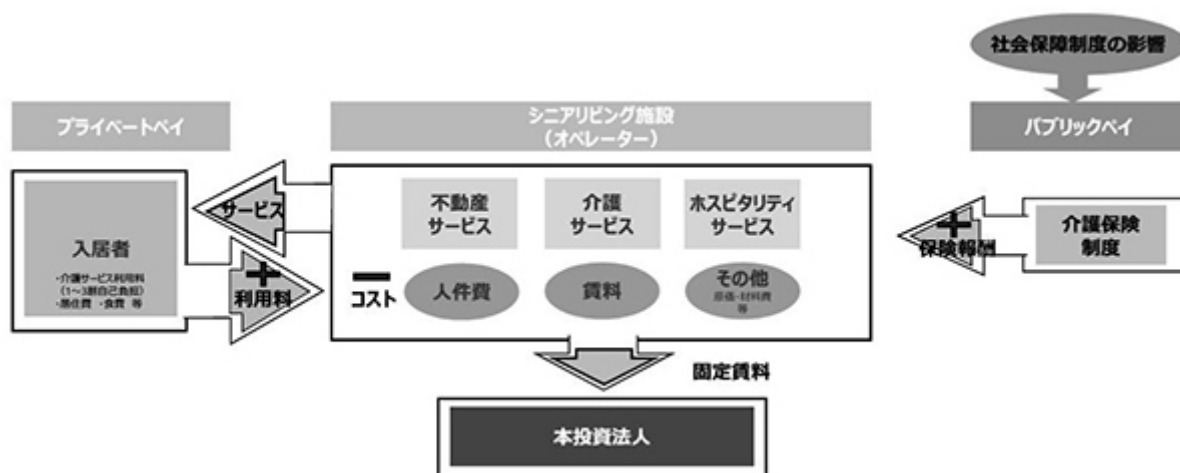 社会保障制度の影響
プライベートペイ
シニアリビング施設
（オペレーター）
パブリックペイ
サービス
不動産
サービス
介護
サービス
ホスピタリティ
サービス
入居者
・介護サービス利用料
（1～3割自己負担）
・居住費 ・食費 等
利用料
コスト
人件費
賃料
その他
原価・材料費
等
保険報酬
介護保険
制度
固定賃料
本投資法人